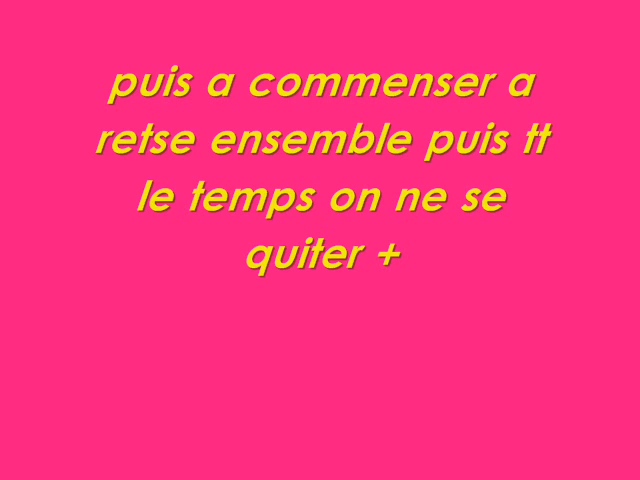 puis a commenser a
retse ensemble puis tt
le temps on ne se
quiter +